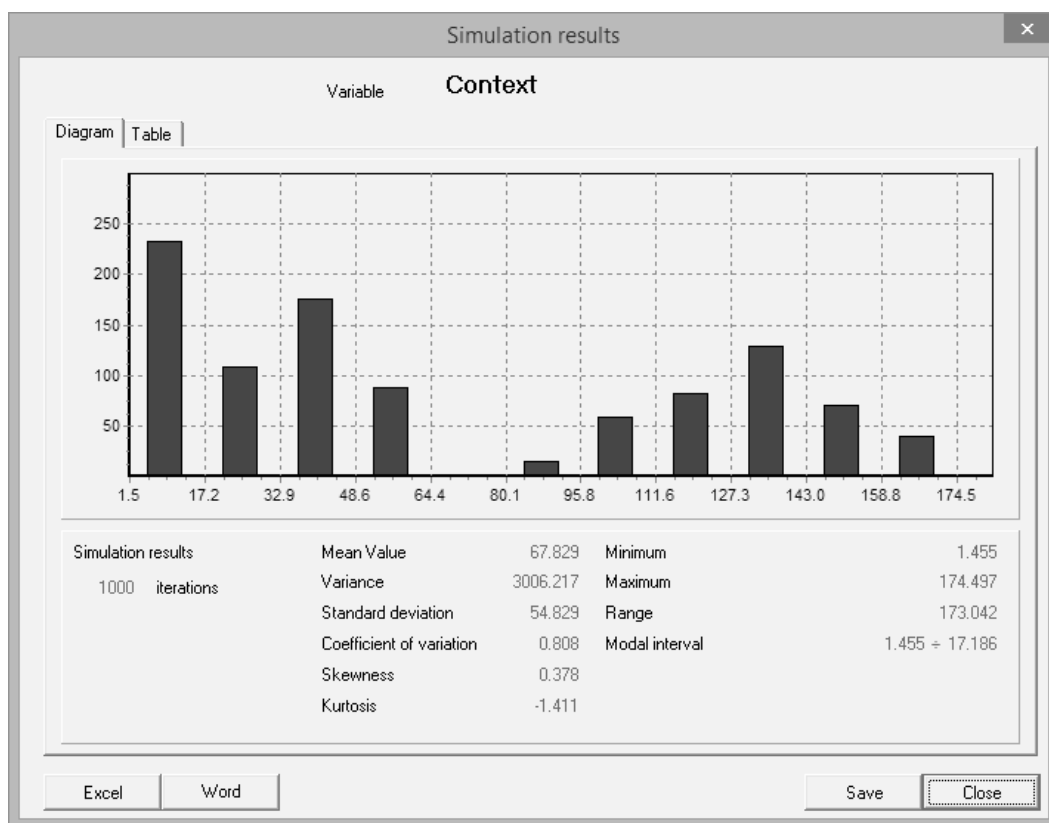 Simulation results
Variable Context
Diagram Table
250
200
150
100
50
1.5 17.2 32.9 48.6 64.4 80.1 95.8 111.6 127.3 143.0 158.8 174.5
Simulation results Mean Value 67.829 Minimum 1.455
1000 iterations Variance 3006.217 Maximum 174.497
Standard deviation 54.829 Range 173.042
Coefficient of variation 0.808 Modal interval 1.455 ÷ 17.186
Skewness 0.378
Kurtosis -1.411
Excel Word Save Close